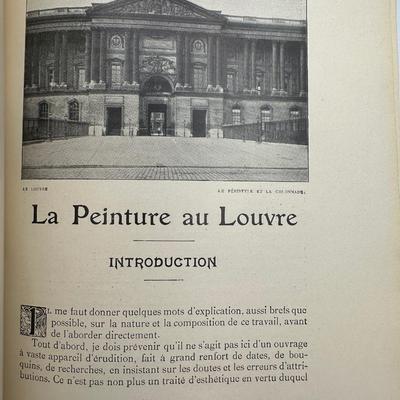 LE LOUVRE
LE PÉRISTYLE ET LA COLONNADE.
La Peinture au Louvre
INTRODUCTION
IL me faut donner quelques mots d'explication, aussi brefs que
possible, sur la nature et la composition de ce travail, avant
de l'aborder directement.
Tout d'abord, je dois prévenir qu'il ne s'agit pas ici d'un ouvrage
à vaste appareil d'érudition, fait à grand renfort de dates, de bou-
quins, de recherches, en insistant sur les doutes et les erreurs d'attri-
butions. Ce n'est pas non plus un traité d'esthétique en vertu duquel